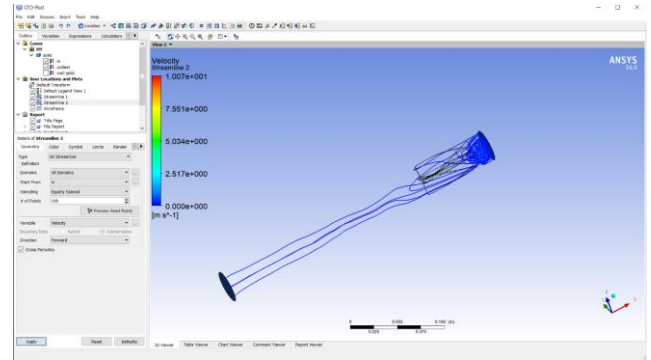 CFD-Post
File Edit Session Insert Tools Help
Location
Outline Variables Expressions Calculators
Cases
solid
in
outlet
wall solid
User Locations and Plots
Default Transform
Default Legend View 1
Streamline 1
Streamline 2
Wireframe
Report
Title Page
File Report
Details of Streamline 2
Geometry Color Symbol Limits Render
Type 3D Streamline
Definition
Domains All Domains
Start From in
Sampling Equally Spaced
# of Points 100
Preview Seed Points
Variable Velocity
Boundary Data Hybrid Conservative
Direction Forward
Cross Periodics
Apply Reset Defaults
View 1
Velocity
Streamline 2
1.007e+001
7.551e+000
5.034e+000
2.517e+000
0.000e+000
[m s^-1]
ANSYS
0 0.050 0.100 (m)
0.025 0.075
3D Viewer Table Viewer Chart Viewer Comment Viewer Report Viewer